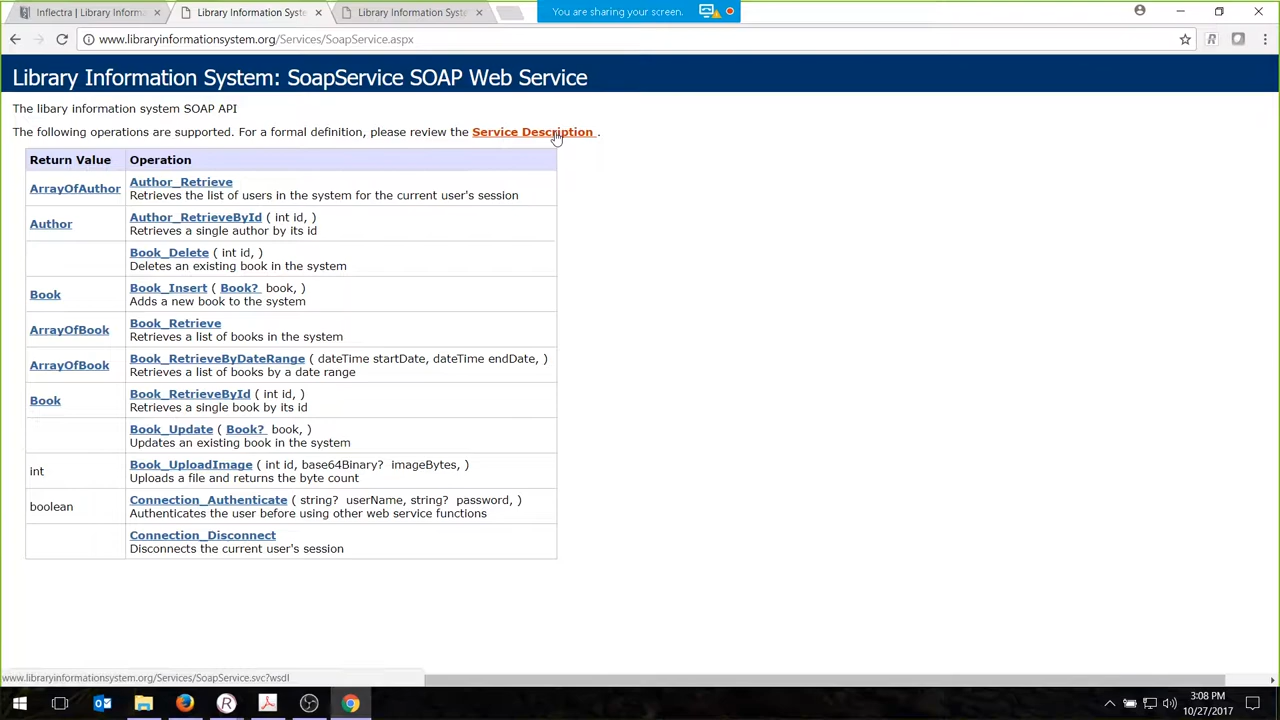 Inflectra | Library Inform
Library Information Syste
Library Information Syste
You are sharing your screen.
www.libraryinformationsystem.org/Services/SoapService.aspx
Library Information System: SoapService SOAP Web Service
The libary information system SOAP API
The following operations are supported. For a formal definition, please review the Service Description .
Return Value Operation
ArrayOfAuthor Author_Retrieve
Retrieves the list of users in the system for the current user's session
Author Author_RetrieveById ( int id, )
Retrieves a single author by its id
Book_Delete ( int id, )
Deletes an existing book in the system
Book Book_Insert ( Book? book, )
Adds a new book to the system
ArrayOfBook Book_Retrieve
Retrieves a list of books in the system
ArrayOfBook Book_RetrieveByDateRange ( dateTime startDate, dateTime endDate, )
Retrieves a list of books by a date range
Book Book_RetrieveById ( int id, )
Retrieves a single book by its id
Book_Update ( Book? book, )
Updates an existing book in the system
int Book_UploadImage ( int id, base64Binary? imageBytes, )
Uploads a file and returns the byte count
boolean Connection_Authenticate ( string? userName, string? password, )
Authenticates the user before using other web service functions
Connection_Disconnect
Disconnects the current user's session
www.libraryinformationsystem.org/Services/SoapService.svc?wsdl
3:08 PM
10/27/2017